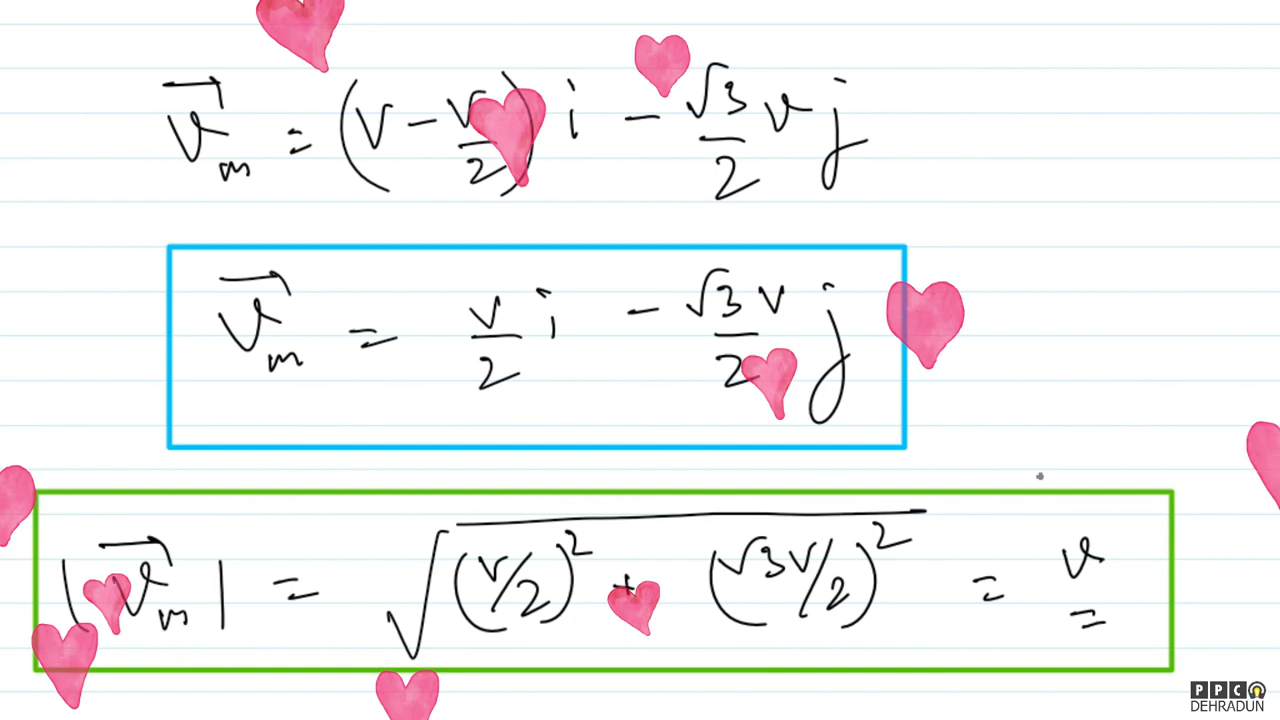 v⃗m = (v - v/2) i - √3/2 v j
v⃗m = v/2 i - √3 v/2 j
|v⃗m| = √((v/2)² + (√3v/2)²) = v
PPC
DEHRADUN